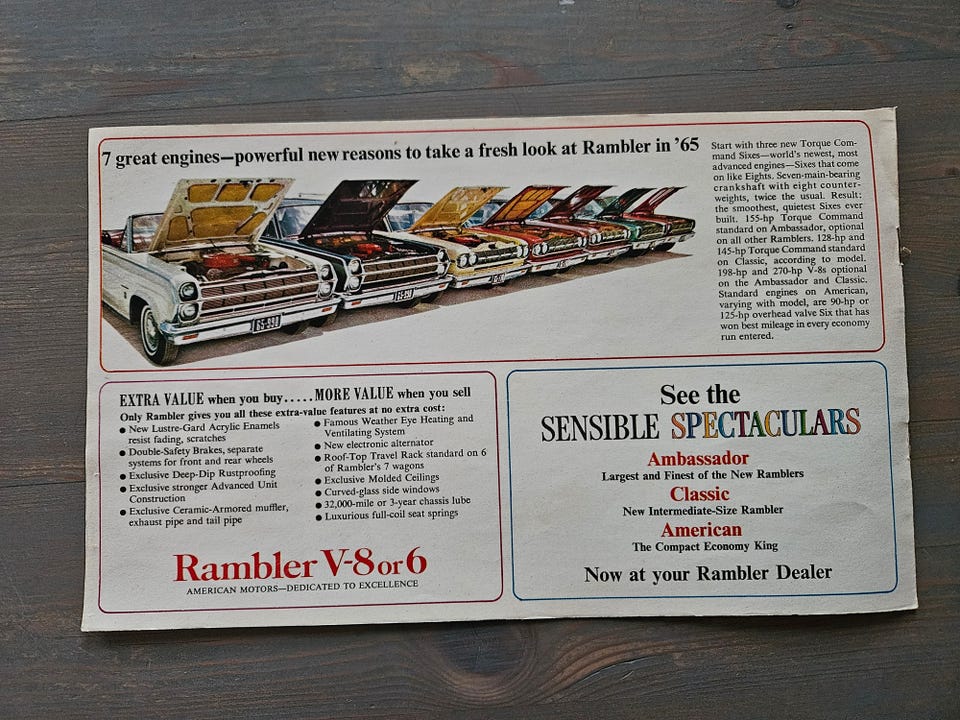 7 great engines—powerful new reasons to take a fresh look at Rambler in '65
Start with three new Torque Com-
mand Sixes—world's newest, most
advanced engines—Sixes that come
on like Eights. Seven-main-bearing
crankshaft with eight counter-
weights, twice the usual. Result:
the smoothest, quietest Sixes ever
built. 155-hp Torque Command
standard on Ambassador, optional
on all other Ramblers. 128-hp and
145-hp Torque Command standard
on Classic, according to model.
198-hp and 270-hp V-8s optional
on the Ambassador and Classic.
Standard engines on American,
varying with model, are 90-hp or
125-hp overhead valve Six that has
won best mileage in every economy
run entered.
65-990
EXTRA VALUE when you buy.....MORE VALUE when you sell
Only Rambler gives you all these extra-value features at no extra cost:
● New Lustre-Gard Acrylic Enamels
resist fading, scratches
● Double-Safety Brakes, separate
systems for front and rear wheels
● Exclusive Deep-Dip Rustproofing
● Exclusive stronger Advanced Unit
Construction
● Exclusive Ceramic-Armored muffler,
exhaust pipe and tail pipe
● Famous Weather Eye Heating and
Ventilating System
● New electronic alternator
● Roof-Top Travel Rack standard on 6
of Rambler's 7 wagons
● Exclusive Molded Ceilings
● Curved-glass side windows
● 32,000-mile or 3-year chassis lube
● Luxurious full-coil seat springs
Rambler V-8 or 6
AMERICAN MOTORS—DEDICATED TO EXCELLENCE
See the
SENSIBLE SPECTACULARS
Ambassador
Largest and Finest of the New Ramblers
Classic
New Intermediate-Size Rambler
American
The Compact Economy King
Now at your Rambler Dealer